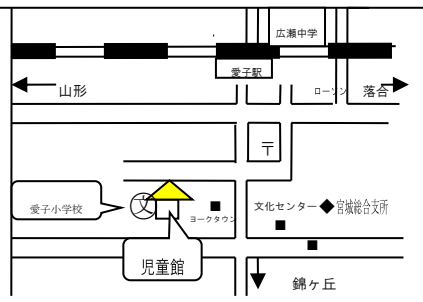 広瀬中学
愛子駅
山形
ローソン
落合
〒
文
愛子小学校
ヨークタウン
文化センター
宮城総合支所
児童館
錦ヶ丘